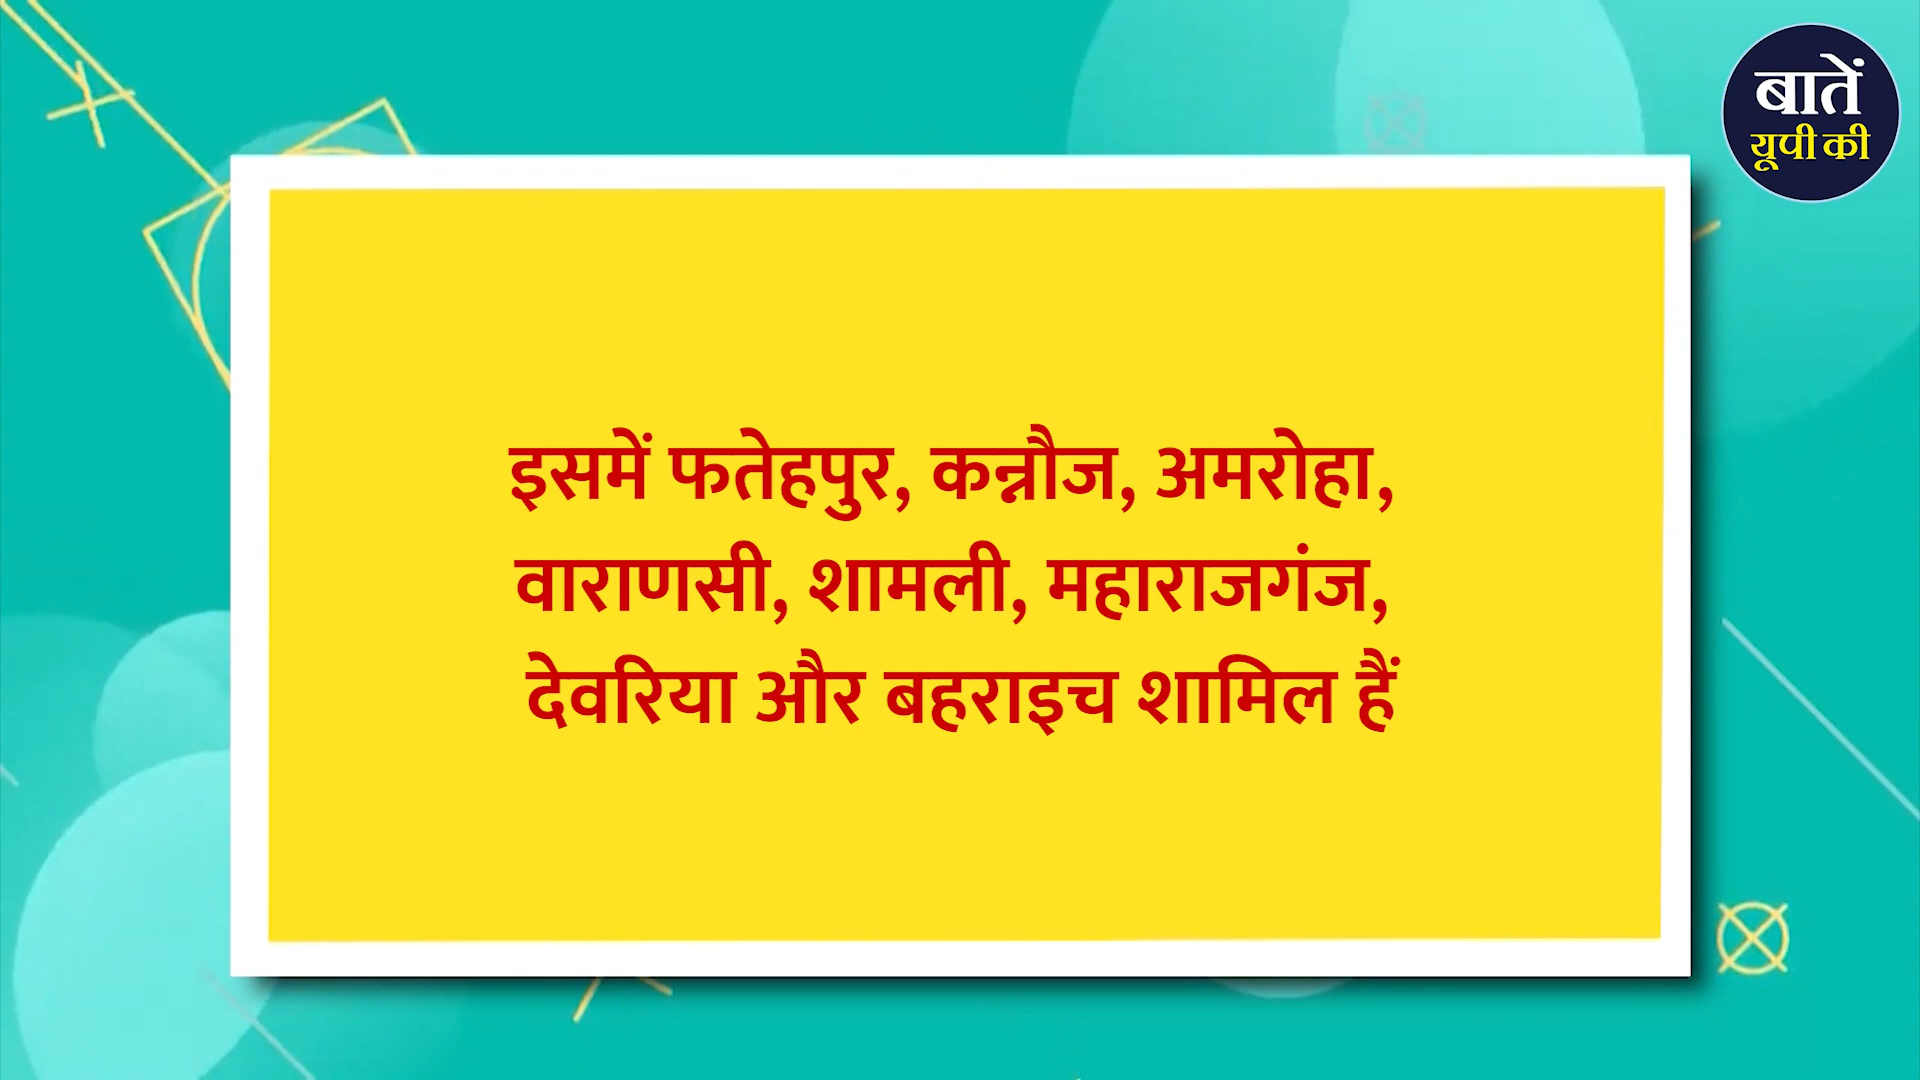 बातें
यूपी की
इसमें फतेहपुर, कन्नौज, अमरोहा,
वाराणसी, शामली, महाराजगंज,
देवरिया और बहराइच शामिल हैं